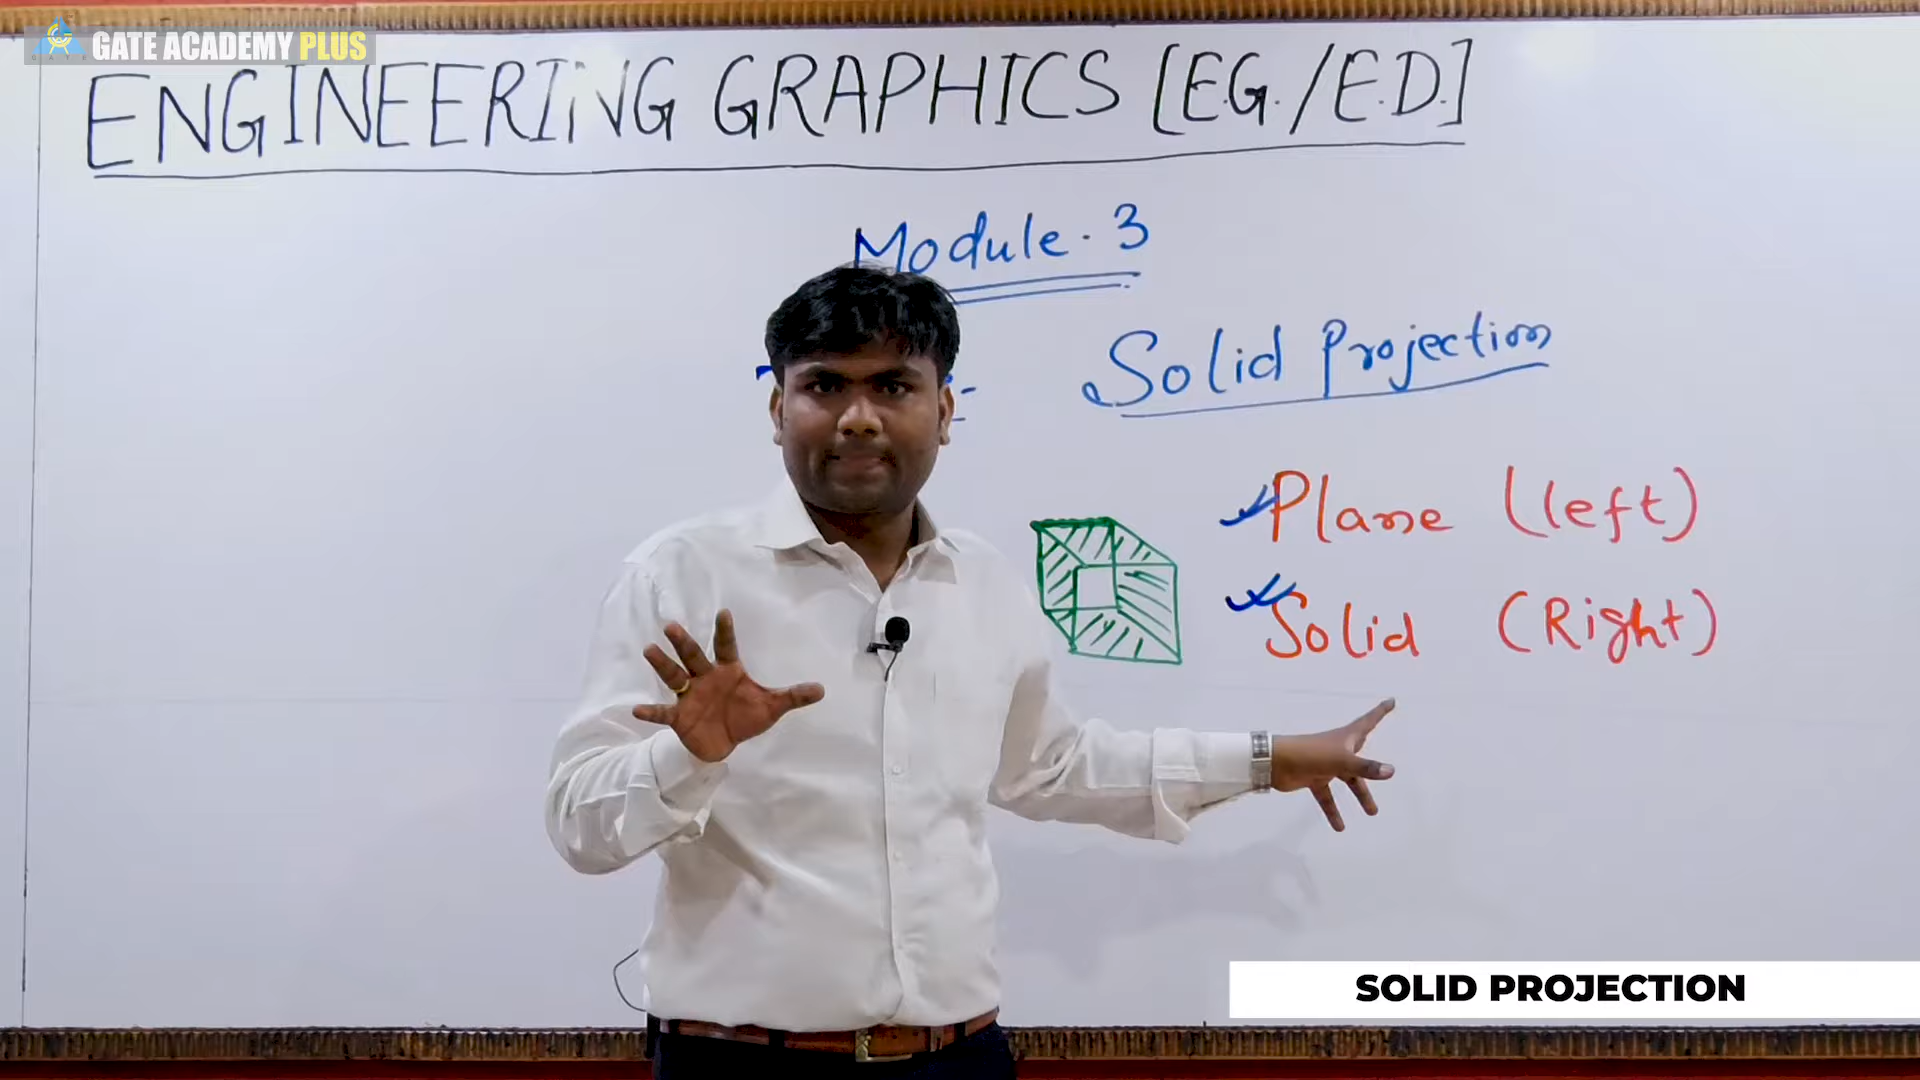 GATE ACADEMY PLUS
ENGINEERING GRAPHICS [E.G./E.D.]
Module. 3
Solid Projection
Plane (left)
Solid (Right)
SOLID PROJECTION